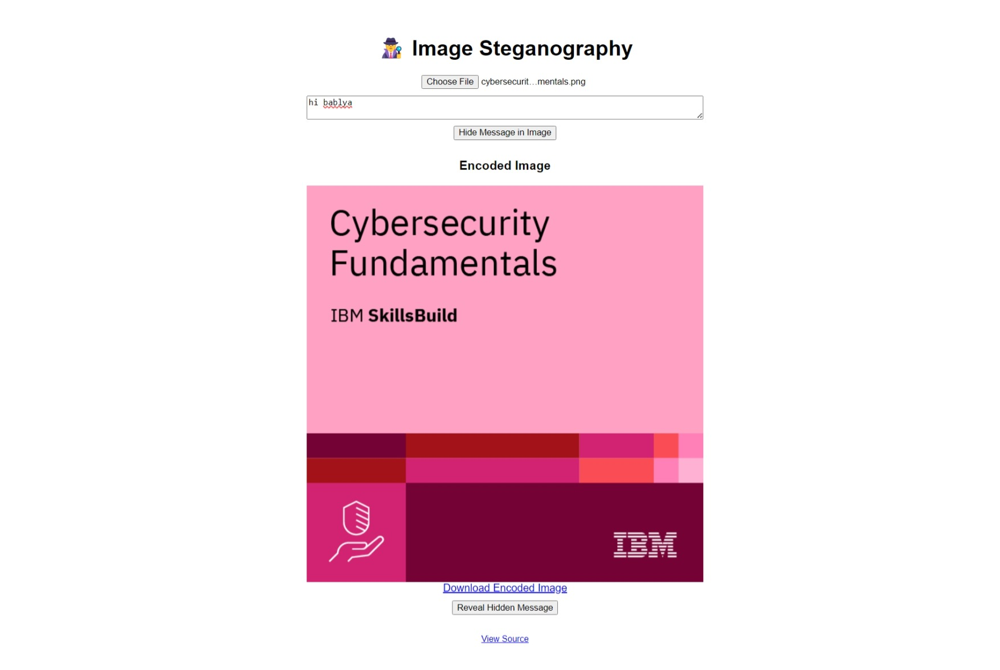 Image Steganography
Choose File cybersecurit…mentals.png
hi bablya
Hide Message in Image
Encoded Image
Cybersecurity
Fundamentals
IBM SkillsBuild
IBM
Download Encoded Image
Reveal Hidden Message
View Source